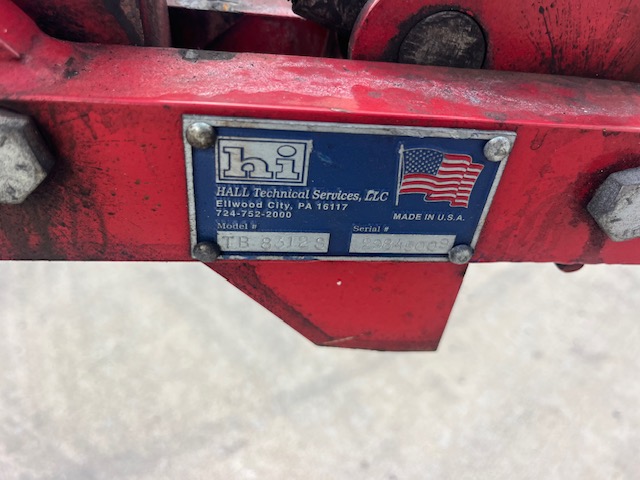 hi
HALL Technical Services, LLC
Ellwood City, PA 16117
724-752-2000
MADE IN U.S.A.
Model # Serial #